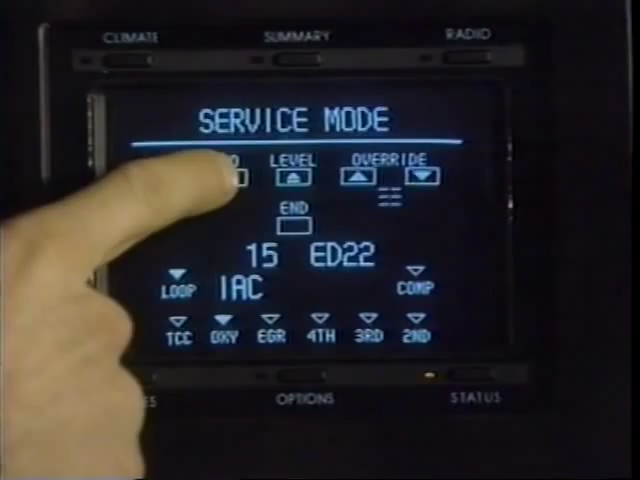 CLIMATE SUMMARY RADIO
SERVICE MODE
LEVEL OVERRIDE
END
15 ED22
LOOP IAC COMP
TCC OXY EGR 4TH 3RD 2ND
OPTIONS STATUS